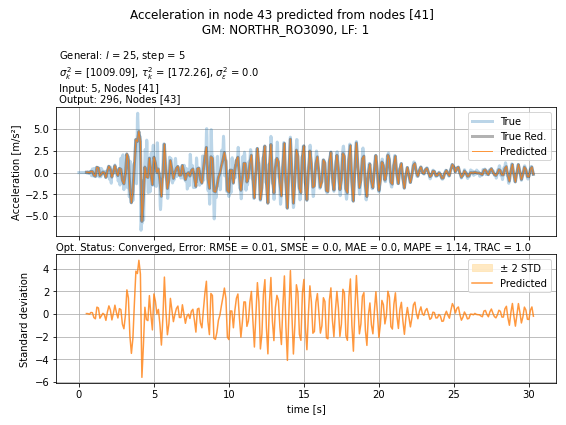 Acceleration in node 43 predicted from nodes [41]
GM: NORTHR_RO3090, LF: 1
General: l = 25, step = 5
σ²ₖ = [1009.09], τ²ₖ = [172.26], σ²ε = 0.0
Input: 5, Nodes [41]
Output: 296, Nodes [43]
Acceleration [m/s²]
5.0
2.5
0.0
−2.5
−5.0
True
True Red.
Predicted
Opt. Status: Converged, Error: RMSE = 0.01, SMSE = 0.0, MAE = 0.0, MAPE = 1.14, TRAC = 1.0
Standard deviation
4
2
0
−2
−4
−6
± 2 STD
Predicted
0 5 10 15 20 25 30
time [s]